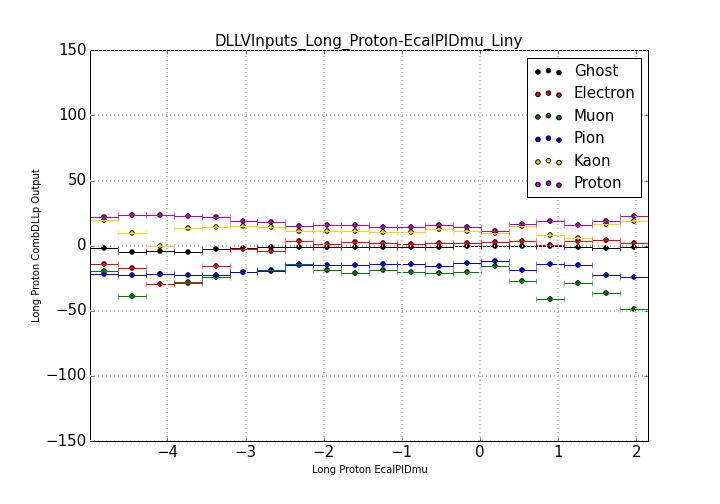 DLLVInputs_Long_Proton-EcalPIDmu_Liny
150
100
50
0
−50
−100
−150
Long Proton CombDLLp Output
Ghost
Electron
Muon
Pion
Kaon
Proton
−4 −3 −2 −1 0 1 2
Long Proton EcalPIDmu